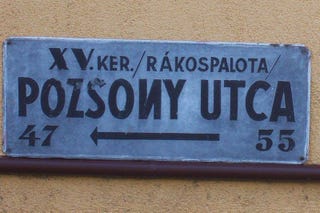 XV.KER./RÁKOSPALOTA/
POZSONY UTCA
47 55